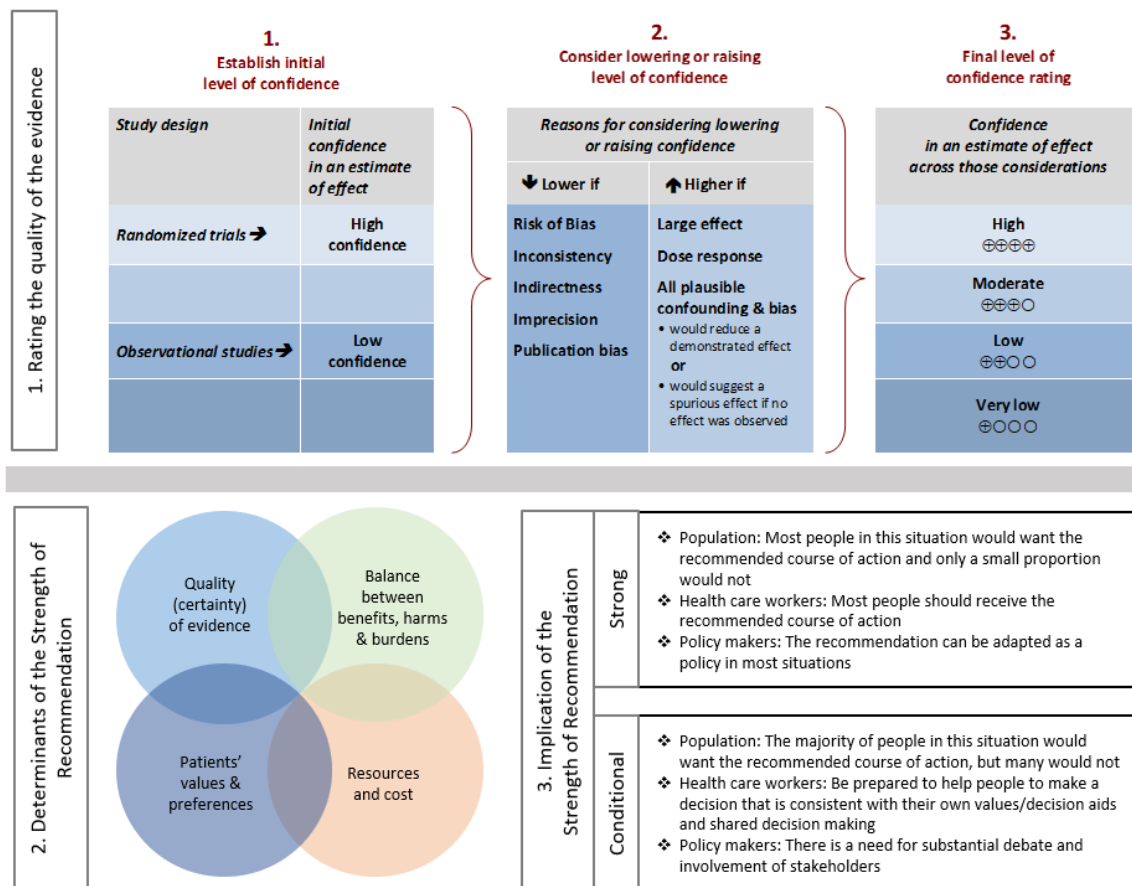 1. Rating the quality of the evidence
1.
Establish initial
level of confidence
Study design
Initial
confidence
in an estimate
of effect
Randomized trials ➔
High
confidence
Observational studies ➔
Low
confidence
2.
Consider lowering or raising
level of confidence
Reasons for considering lowering
or raising confidence
🡇 Lower if
🡅 Higher if
Risk of Bias
Inconsistency
Indirectness
Imprecision
Publication bias
Large effect
Dose response
All plausible
confounding & bias
• would reduce a
demonstrated effect
or
• would suggest a
spurious effect if no
effect was observed
3.
Final level of
confidence rating
Confidence
in an estimate of effect
across those considerations
High
⊕⊕⊕⊕
Moderate
⊕⊕⊕○
Low
⊕⊕○○
Very low
⊕○○○
2. Determinants of the Strength of
Recommendation
Quality
(certainty)
of evidence
Balance
between
benefits, harms
& burdens
Patients’
values &
preferences
Resources
and cost
3. Implication of the
Strength of Recommendation
Strong
❖ Population: Most people in this situation would want the
recommended course of action and only a small proportion
would not
❖ Health care workers: Most people should receive the
recommended course of action
❖ Policy makers: The recommendation can be adapted as a
policy in most situations
Conditional
❖ Population: The majority of people in this situation would
want the recommended course of action, but many would not
❖ Health care workers: Be prepared to help people to make a
decision that is consistent with their own values/decision aids
and shared decision making
❖ Policy makers: There is a need for substantial debate and
involvement of stakeholders